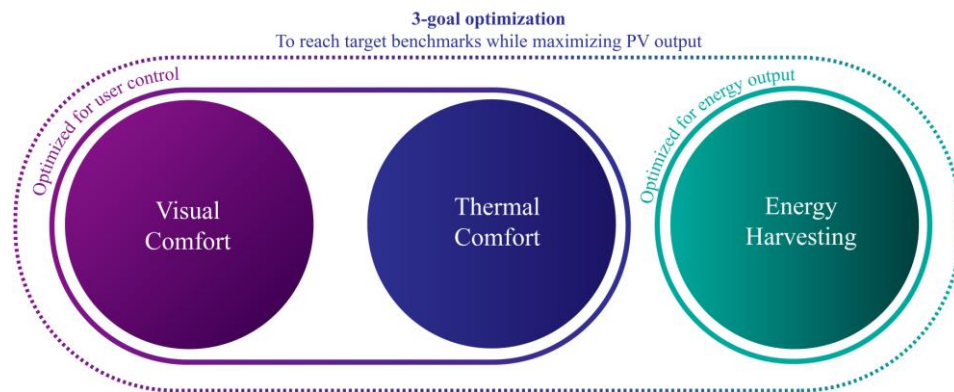 3-goal optimization
To reach target benchmarks while maximizing PV output
Optimized for user control
Optimized for energy output
Visual
Comfort
Thermal
Comfort
Energy
Harvesting